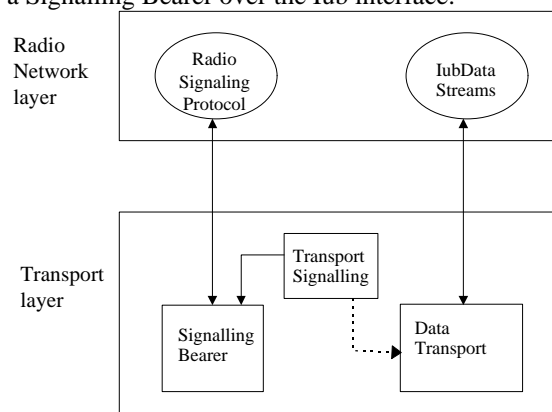 a Signalling Bearer over the Iub interface.
Radio
Network
layer
Radio
Signaling
Protocol
IubData
Streams
Transport
layer
Transport
Signalling
Signalling
Bearer
Data
Transport